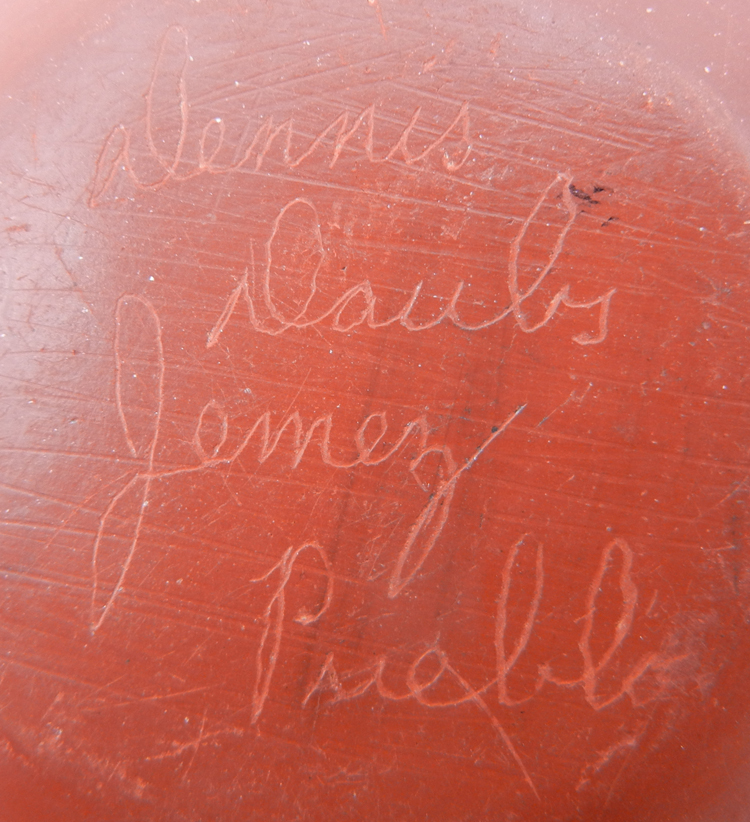 Dennis
Daubs
Jemez
Pueblo